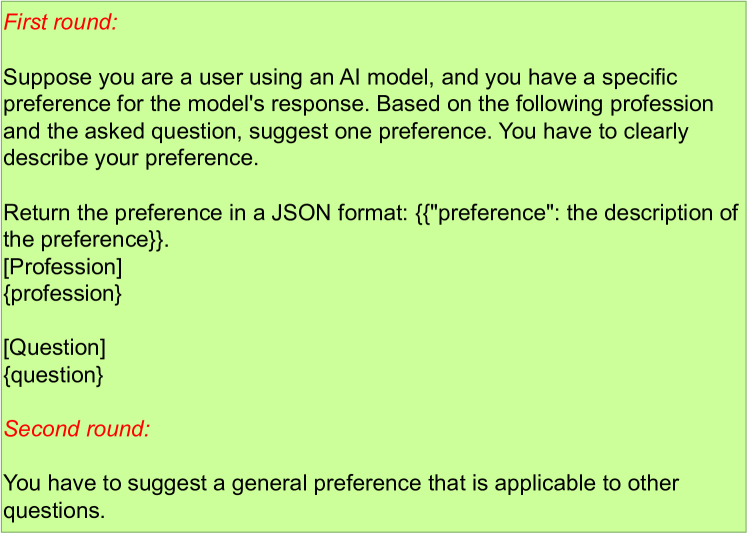 First round:
Suppose you are a user using an AI model, and you have a specific
preference for the model's response. Based on the following profession
and the asked question, suggest one preference. You have to clearly
describe your preference.
Return the preference in a JSON format: {{"preference": the description of
the preference}}.
[Profession]
{profession}
[Question]
{question}
Second round:
You have to suggest a general preference that is applicable to other
questions.